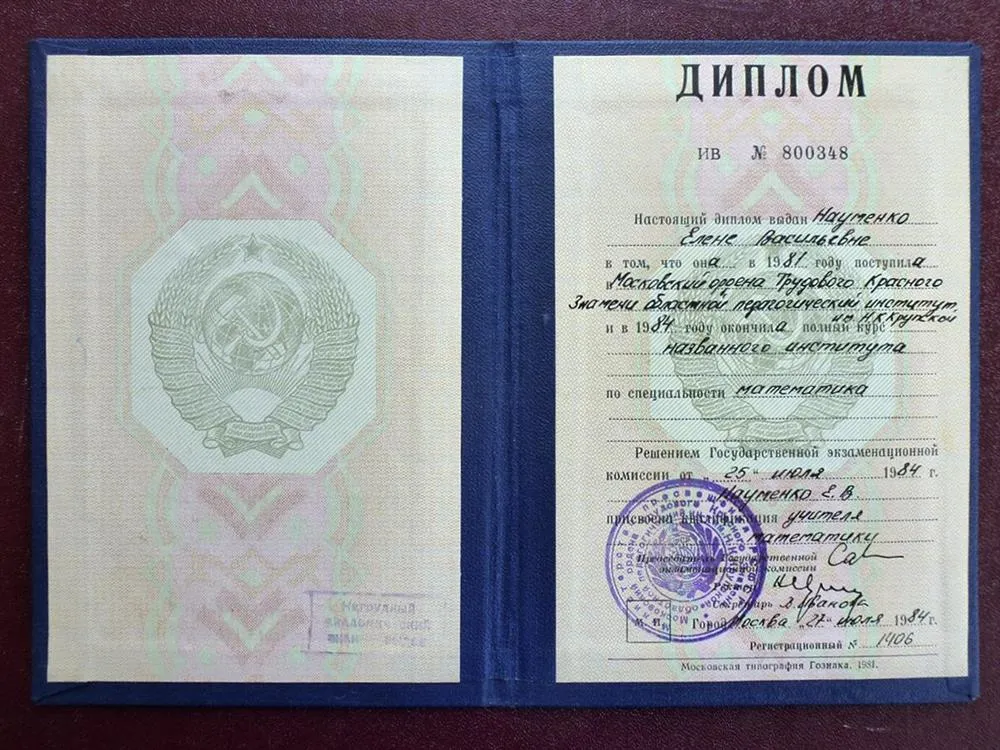 ДИПЛОМ
ИВ № 800348
Настоящий диплом выдан Науменко
Елене Васильевне
в том, что она в 1981 году поступила
в Московский ордена Трудового Красного
Знамени областной педагогический институт
им. Н.К. Крупской
и в 1984 году окончила полный курс
названного института
по специальности математика
Решением Государственной экзаменационной
комиссии от „25“ июля 1984 г.
Науменко Е.В.
присвоена квалификация учителя
математики
Председатель Государственной
экзаменационной комиссии
Ректор
Секретарь
М. П. Город Москва „27“ июля 1984 г.
Регистрационный № 1406
Московская типография Гознака. 1981.